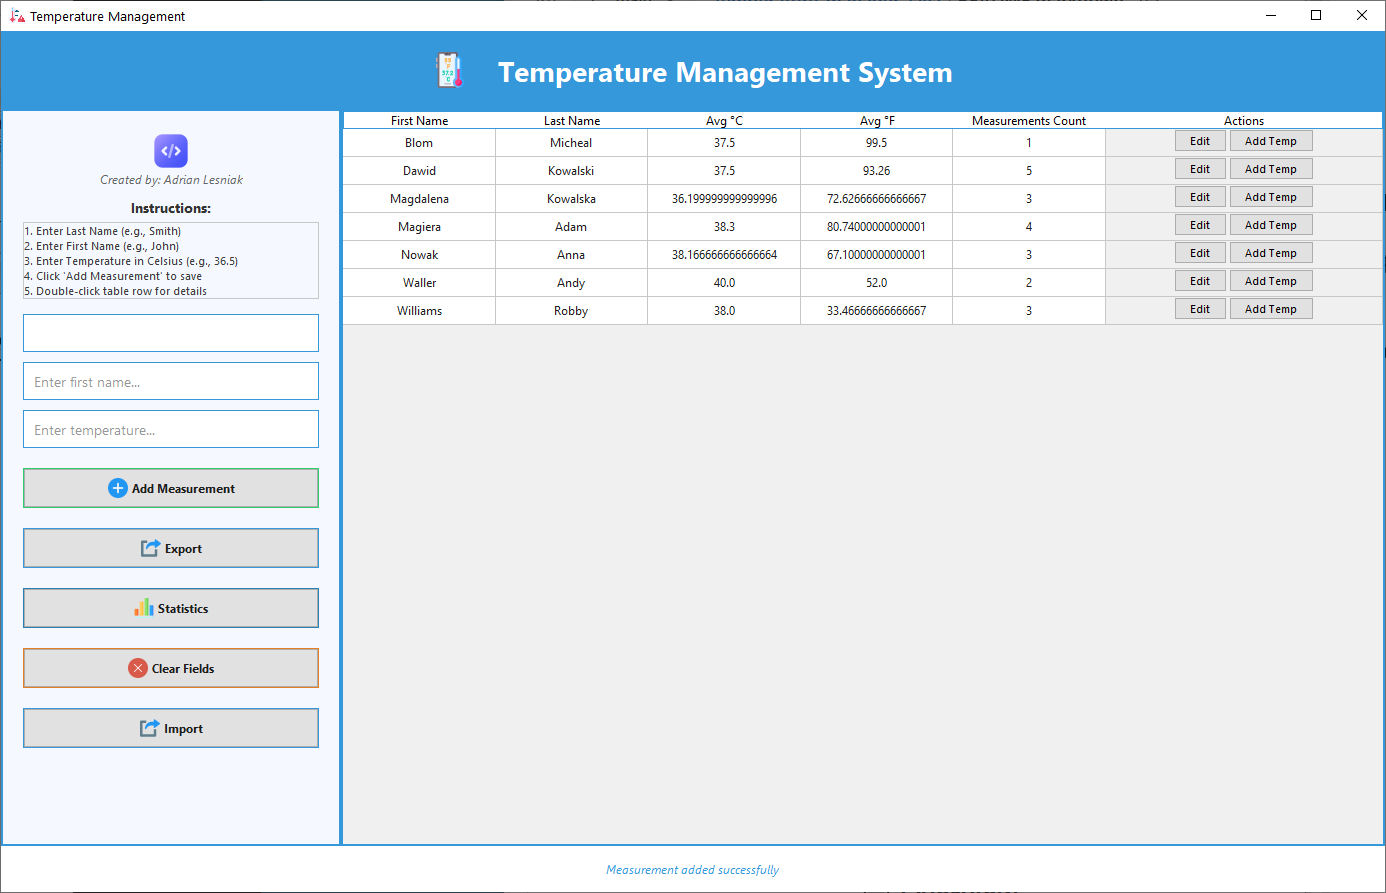 Temperature Management
Temperature Management System
Created by: Adrian Lesniak
Instructions:
1. Enter Last Name (e.g., Smith)
2. Enter First Name (e.g., John)
3. Enter Temperature in Celsius (e.g., 36.5)
4. Click 'Add Measurement' to save
5. Double-click table row for details
Enter first name...
Enter temperature...
Add Measurement
Export
Statistics
Clear Fields
Import
First Name Last Name Avg °C Avg °F Measurements Count Actions
Blom Micheal 37.5 99.5 1 Edit Add Temp
Dawid Kowalski 37.5 93.26 5 Edit Add Temp
Magdalena Kowalska 36.199999999999996 72.62666666666667 3 Edit Add Temp
Magiera Adam 38.3 80.74000000000001 4 Edit Add Temp
Nowak Anna 38.166666666666664 67.10000000000001 3 Edit Add Temp
Waller Andy 40.0 52.0 2 Edit Add Temp
Williams Robby 38.0 33.46666666666667 3 Edit Add Temp
Measurement added successfully